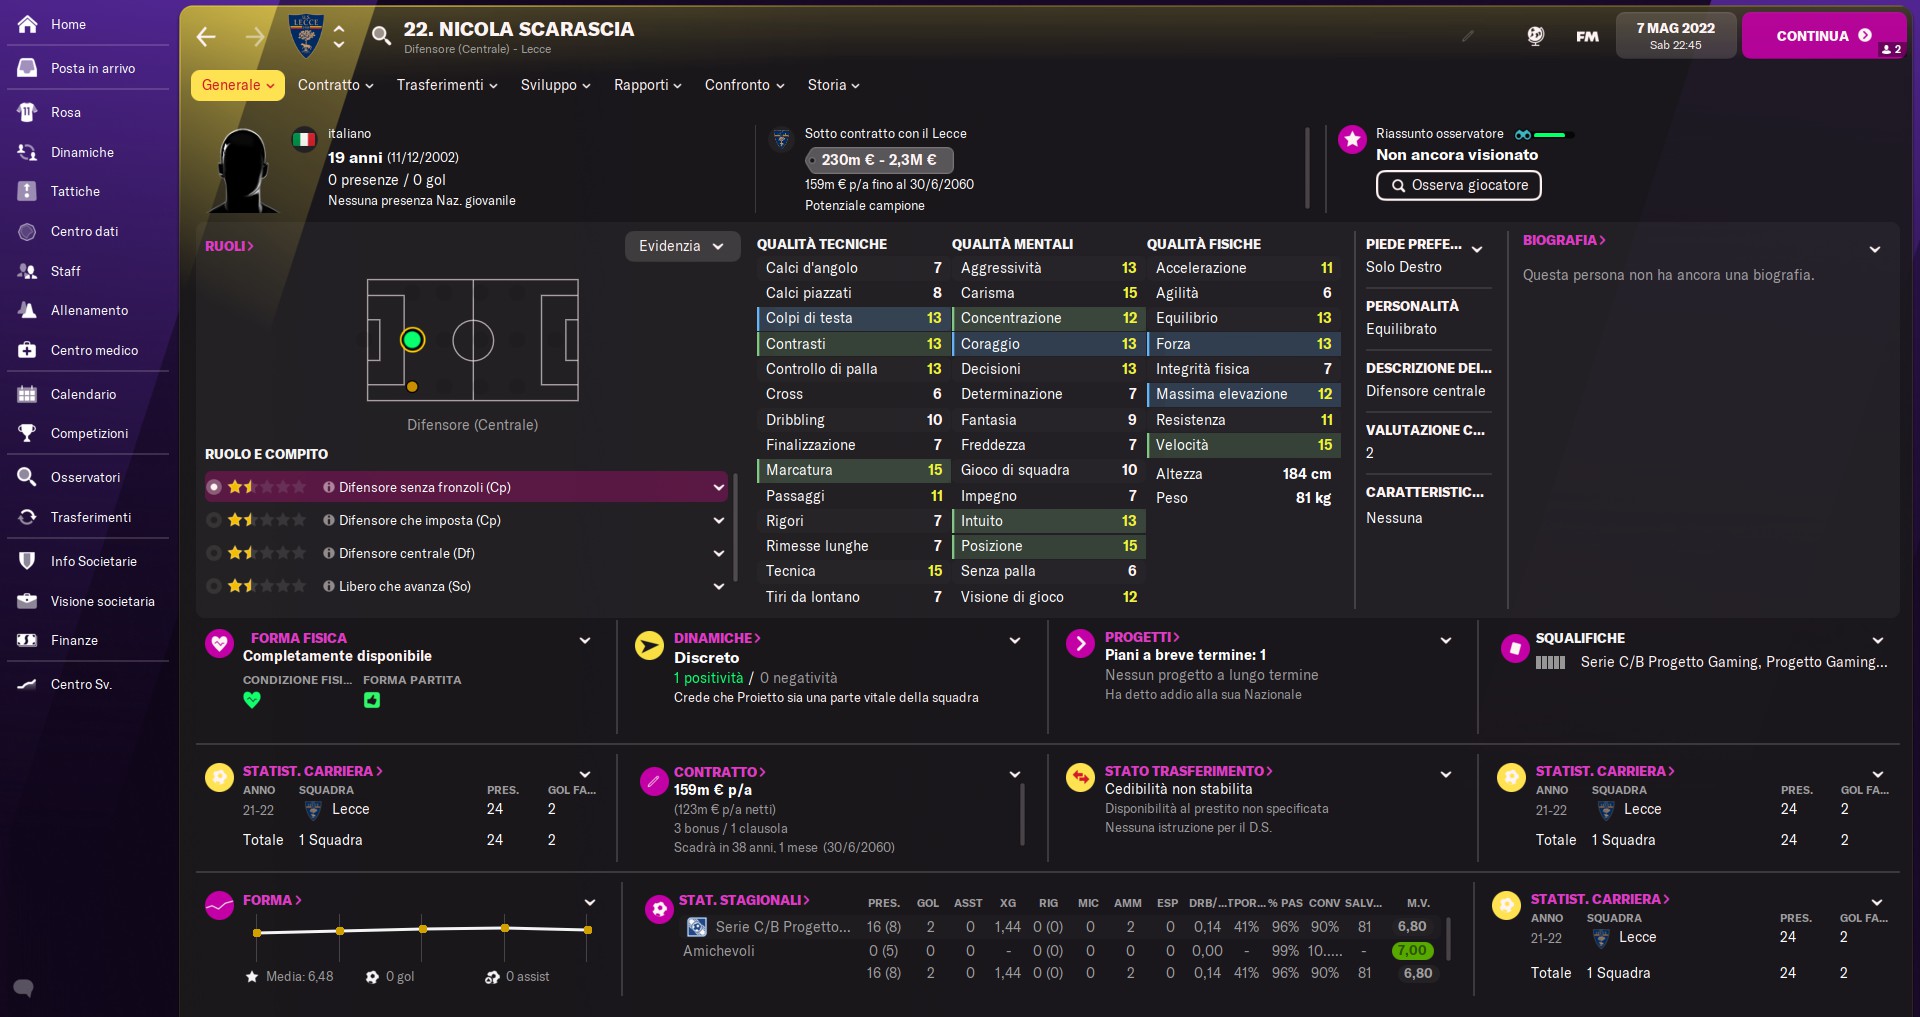 Home
Posta in arrivo
Rosa
Dinamiche
Tattiche
Centro dati
Staff
Allenamento
Centro medico
Calendario
Competizioni
Osservatori
Trasferimenti
Info Societarie
Visione societaria
Finanze
Centro Sv.
22. NICOLA SCARASCIA
Difensore (Centrale) - Lecce
FM
7 MAG 2022
Sab 22:45
CONTINUA
2
Generale Contratto Trasferimenti Sviluppo Rapporti Confronto Storia
italiano
19 anni (11/12/2002)
0 presenze / 0 gol
Nessuna presenza Naz. giovanile
Sotto contratto con il Lecce
230m € - 2,3M €
159m € p/a fino al 30/6/2060
Potenziale campione
Riassunto osservatore
Non ancora visionato
Osserva giocatore
RUOLI
Evidenzia
Difensore (Centrale)
RUOLO E COMPITO
Difensore senza fronzoli (Cp)
Difensore che imposta (Cp)
Difensore centrale (Df)
Libero che avanza (So)
QUALITÀ TECNICHE
Calci d'angolo 7
Calci piazzati 8
Colpi di testa 13
Contrasti 13
Controllo di palla 13
Cross 6
Dribbling 10
Finalizzazione 7
Marcatura 15
Passaggi 11
Rigori 7
Rimesse lunghe 7
Tecnica 15
Tiri da lontano 7
QUALITÀ MENTALI
Aggressività 13
Carisma 15
Concentrazione 12
Coraggio 13
Decisioni 13
Determinazione 7
Fantasia 9
Freddezza 7
Gioco di squadra 10
Impegno 7
Intuito 13
Posizione 15
Senza palla 6
Visione di gioco 12
QUALITÀ FISICHE
Accelerazione 11
Agilità 6
Equilibrio 13
Forza 13
Integrità fisica 7
Massima elevazione 12
Resistenza 11
Velocità 15
Altezza 184 cm
Peso 81 kg
PIEDE PREFE...
Solo Destro
PERSONALITÀ
Equilibrato
DESCRIZIONE DEI...
Difensore centrale
VALUTAZIONE C...
2
CARATTERISTIC...
Nessuna
BIOGRAFIA
Questa persona non ha ancora una biografia.
FORMA FISICA
Completamente disponibile
CONDIZIONE FISI... FORMA PARTITA
DINAMICHE
Discreto
1 positività / 0 negatività
Crede che Proietto sia una parte vitale della squadra
PROGETTI
Piani a breve termine: 1
Nessun progetto a lungo termine
Ha detto addio alla sua Nazionale
SQUALIFICHE
Serie C/B Progetto Gaming, Progetto Gaming...
STATIST. CARRIERA
ANNO SQUADRA PRES. GOL FA...
21-22 Lecce 24 2
Totale 1 Squadra 24 2
CONTRATTO
159m € p/a
(123m € p/a netti)
3 bonus / 1 clausola
Scadrà in 38 anni, 1 mese (30/6/2060)
STATO TRASFERIMENTO
Cedibilità non stabilita
Disponibilità al prestito non specificata
Nessuna istruzione per il D.S.
STATIST. CARRIERA
ANNO SQUADRA PRES. GOL FA...
21-22 Lecce 24 2
Totale 1 Squadra 24 2
FORMA
Media: 6,48 0 gol 0 assist
STAT. STAGIONALI PRES. GOL ASST XG RIG MIC AMM ESP DRB/... TPOR... % PAS CONV SALV... M.V.
Serie C/B Progetto... 16 (8) 2 0 1,44 0 (0) 0 2 0 0,14 41% 96% 90% 81 6,80
Amichevoli 0 (5) 0 0 - 0 (0) 0 0 0 0,00 - 99% 10..... - 7,00
16 (8) 2 0 1,44 0 (0) 0 2 0 0,14 41% 96% 90% 81 6,80
STATIST. CARRIERA
ANNO SQUADRA PRES. GOL FA...
21-22 Lecce 24 2
Totale 1 Squadra 24 2